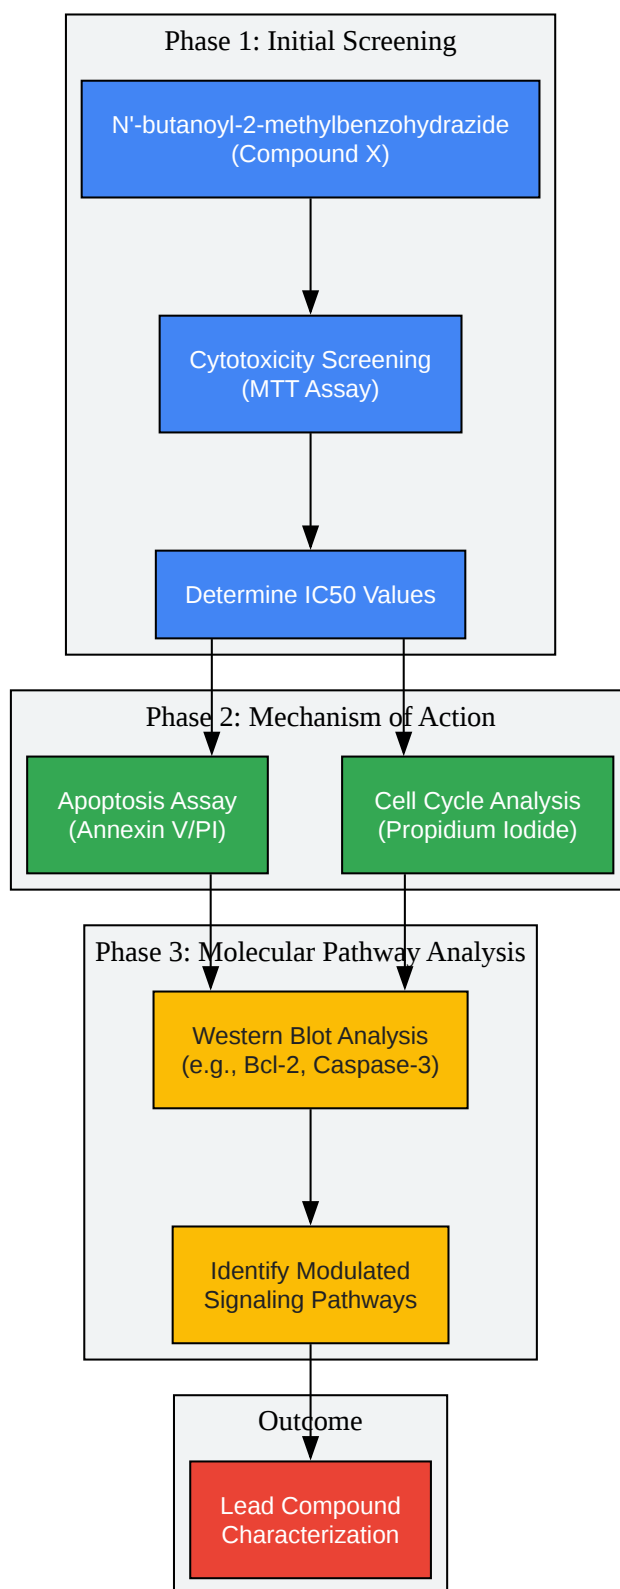 Phase 1: Initial Screening
N'-butanoyl-2-methylbenzohydrazide
(Compound X)
Cytotoxicity Screening
(MTT Assay)
Determine IC50 Values
Phase 2: Mechanism of Action
Apoptosis Assay
(Annexin V/PI)
Cell Cycle Analysis
(Propidium Iodide)
Phase 3: Molecular Pathway Analysis
Western Blot Analysis
(e.g., Bcl-2, Caspase-3)
Identify Modulated
Signaling Pathways
Outcome
Lead Compound
Characterization